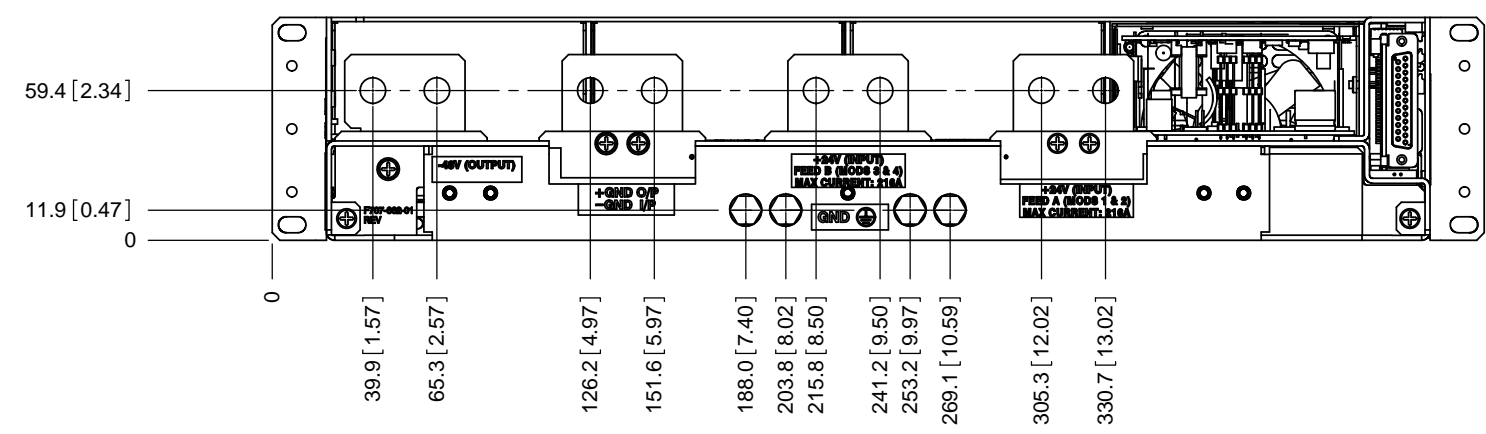 59.4 [2.34]
-48V (OUTPUT)
+24V (INPUT)
FEED B (MODS 3 & 4)
MAX CURRENT: 216A
+GND O/P
-GND I/P
+24V (INPUT)
FEED A (MODS 1 & 2)
MAX CURRENT: 216A
11.9 [0.47]
REV
GND
0
0
39.9 [1.57]
65.3 [2.57]
126.2 [4.97]
151.6 [5.97]
188.0 [7.40]
203.8 [8.02]
215.8 [8.50]
241.2 [9.50]
253.2 [9.97]
269.1 [10.59]
305.3 [12.02]
330.7 [13.02]